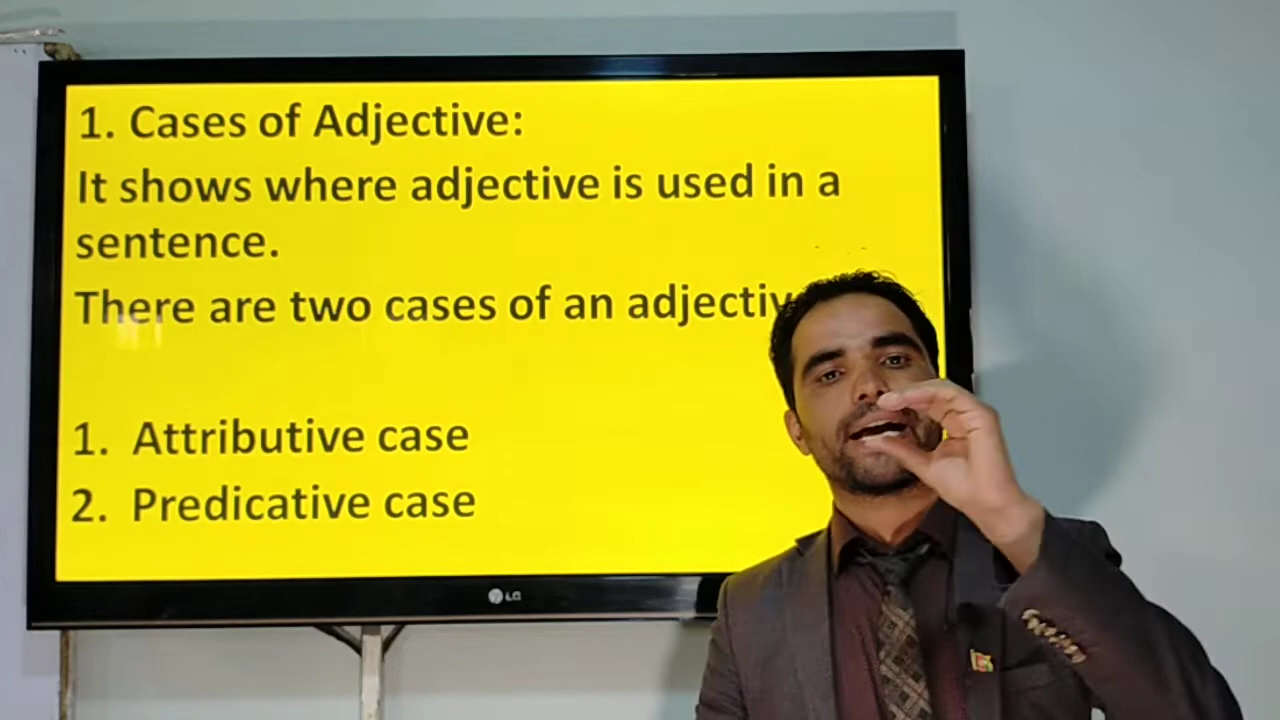 1. Cases of Adjective:
It shows where adjective is used in a
sentence.
There are two cases of an adjectiv
1. Attributive case
2. Predicative case
LG